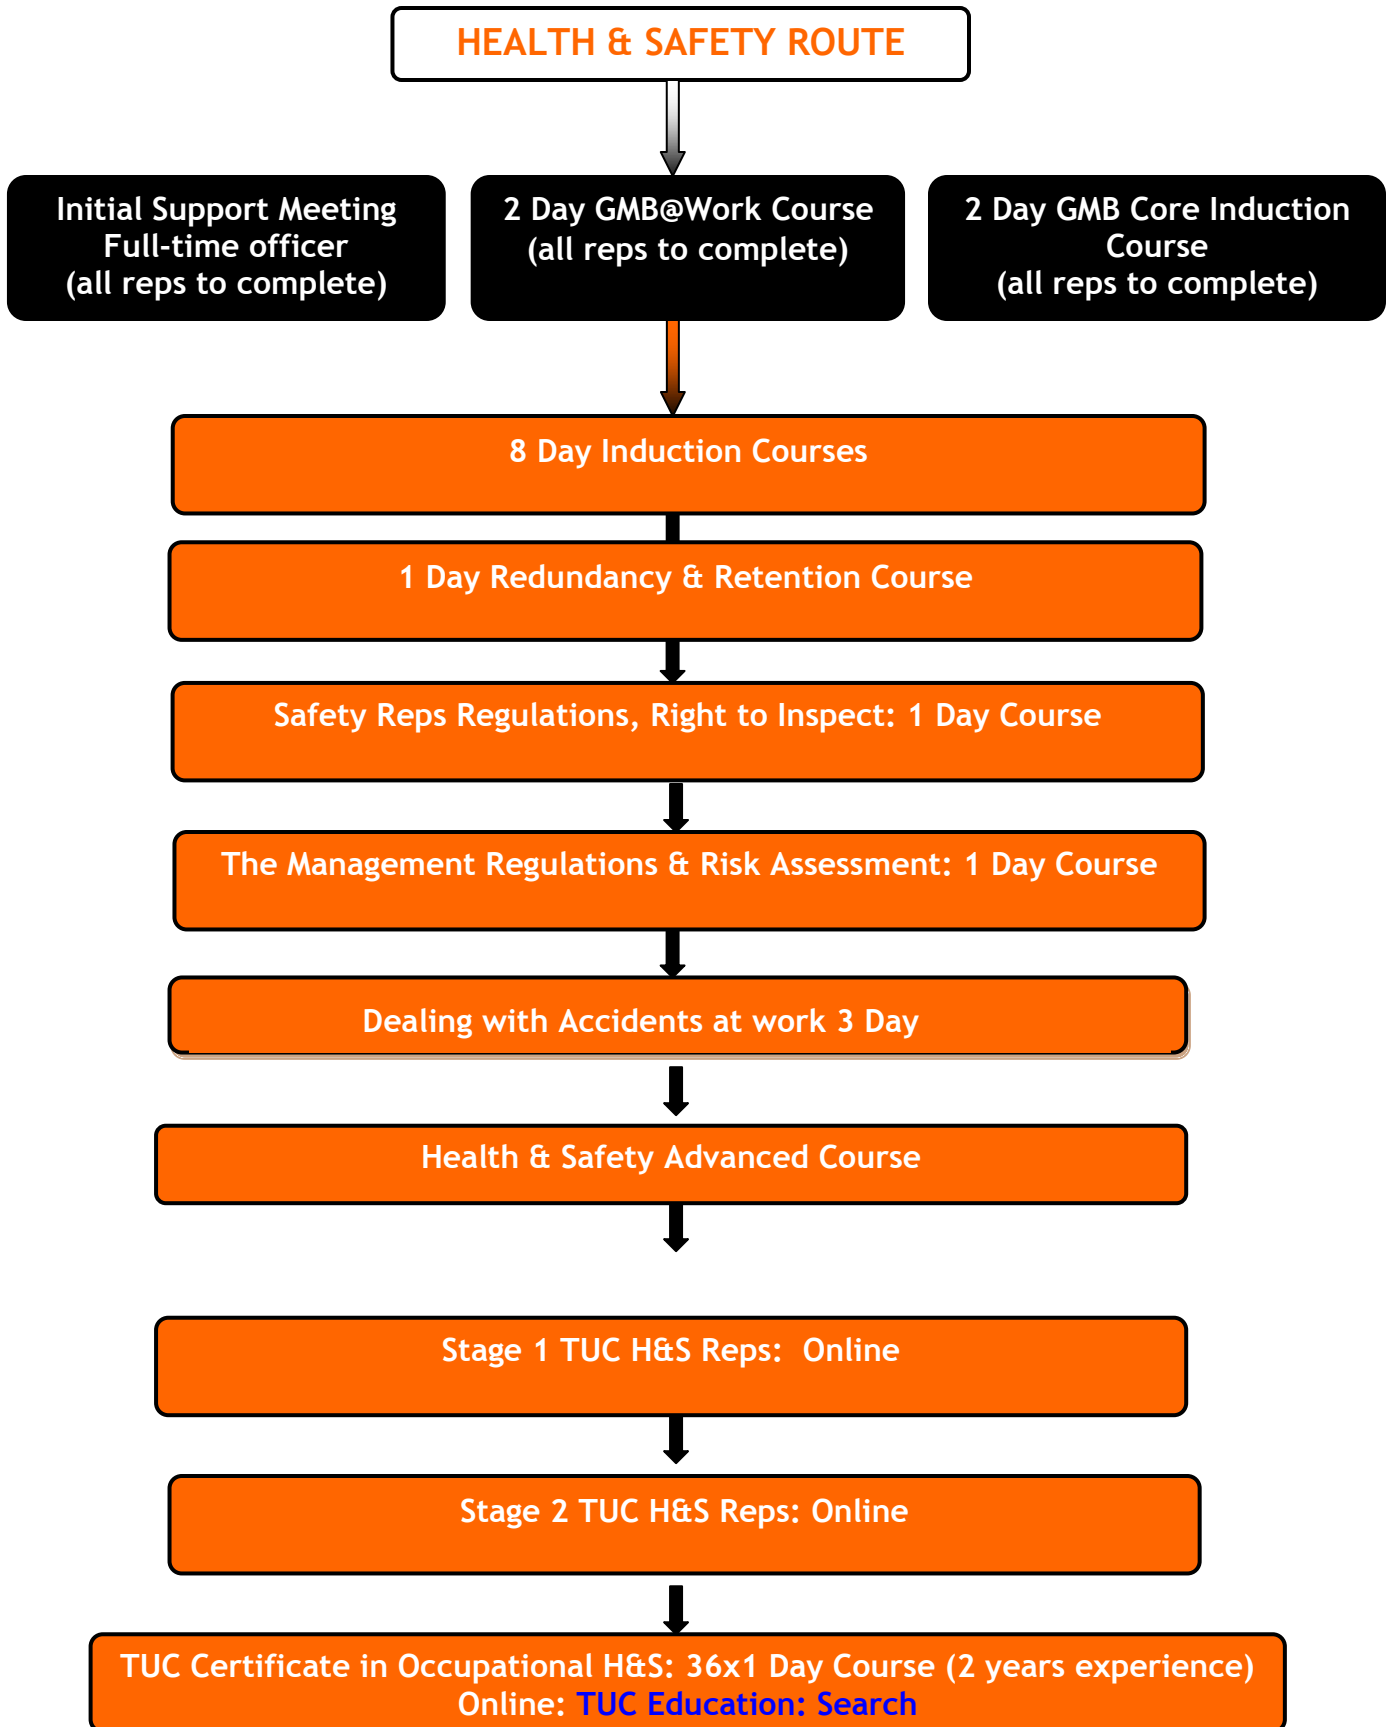 HEALTH & SAFETY ROUTE
Initial Support Meeting
Full-time officer
(all reps to complete)
2 Day GMB@Work Course
(all reps to complete)
2 Day GMB Core Induction
Course
(all reps to complete)
8 Day Induction Courses
1 Day Redundancy & Retention Course
Safety Reps Regulations, Right to Inspect: 1 Day Course
The Management Regulations & Risk Assessment: 1 Day Course
Dealing with Accidents at work 3 Day
Health & Safety Advanced Course
Stage 1 TUC H&S Reps:  Online
Stage 2 TUC H&S Reps: Online
TUC Certificate in Occupational H&S: 36x1 Day Course (2 years experience)
Online: TUC Education: Search